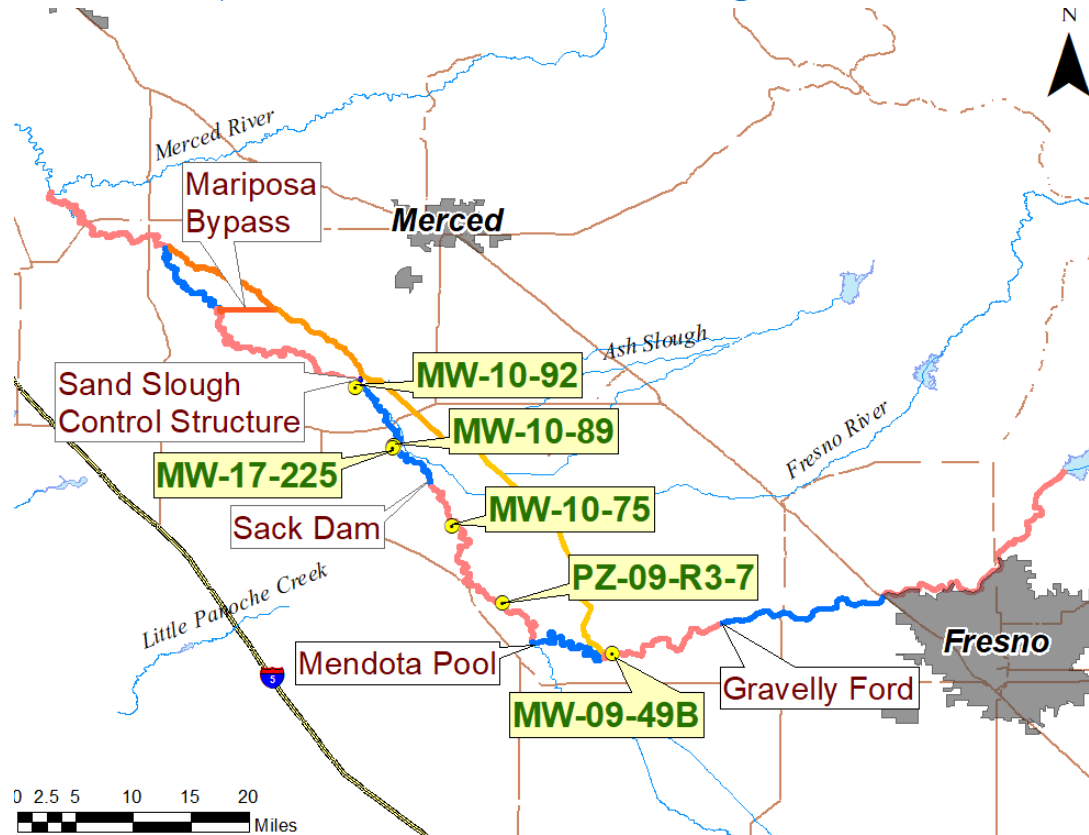 N
Merced River
Mariposa
Bypass
Merced
Ash Slough
Sand Slough
Control Structure
MW-10-92
MW-10-89
MW-17-225
Fresno River
Sack Dam
MW-10-75
PZ-09-R3-7
Little Panoche Creek
Mendota Pool
Fresno
Gravelly Ford
5
MW-09-49B
0 2.5 5 10 15 20
Miles